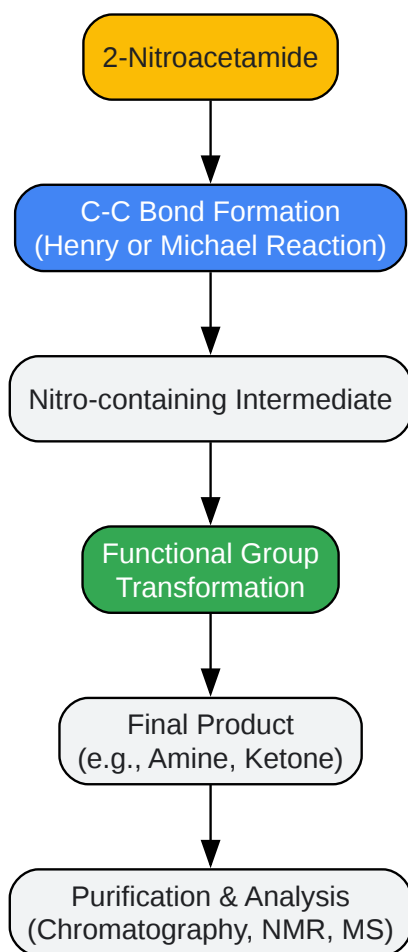 2-Nitroacetamide
C-C Bond Formation
(Henry or Michael Reaction)
Nitro-containing Intermediate
Functional Group
Transformation
Final Product
(e.g., Amine, Ketone)
Purification & Analysis
(Chromatography, NMR, MS)